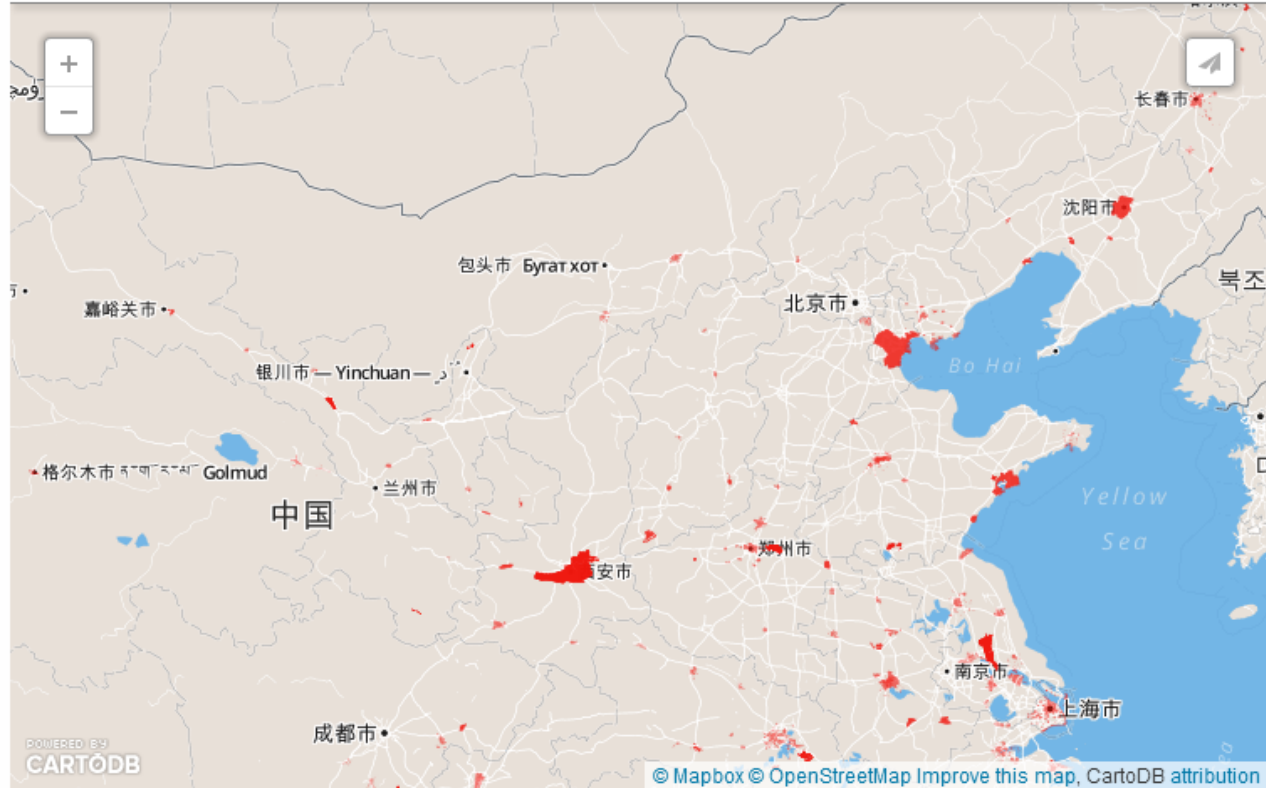 +
长春市
−
沈阳市
包头市 Бугат хот
북조
北京市
嘉峪关市
Bo Hai
银川市 — Yinchuan —
格尔木市
Golmud
兰州市
Yellow
中国
Sea
郑州市
西安市
南京市
上海市
成都市
POWERED BY
CARTODB
© Mapbox © OpenStreetMap Improve this map, CartoDB attribution